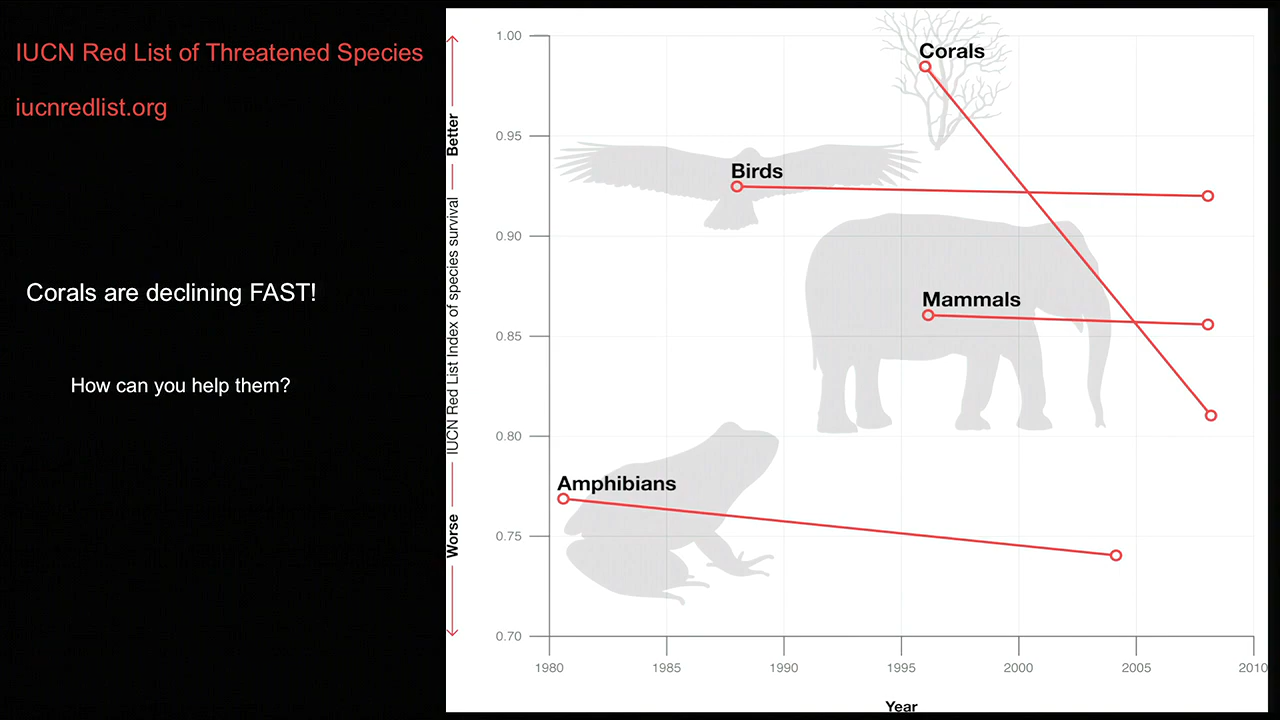 IUCN Red List of Threatened Species
iucnredlist.org
Corals are declining FAST!
How can you help them?
Better
IUCN Red List Index of species survival
Worse
1.00
0.95
0.90
0.85
0.80
0.75
0.70
Corals
Birds
Mammals
Amphibians
1980
1985
1990
1995
2000
2005
2010
Year